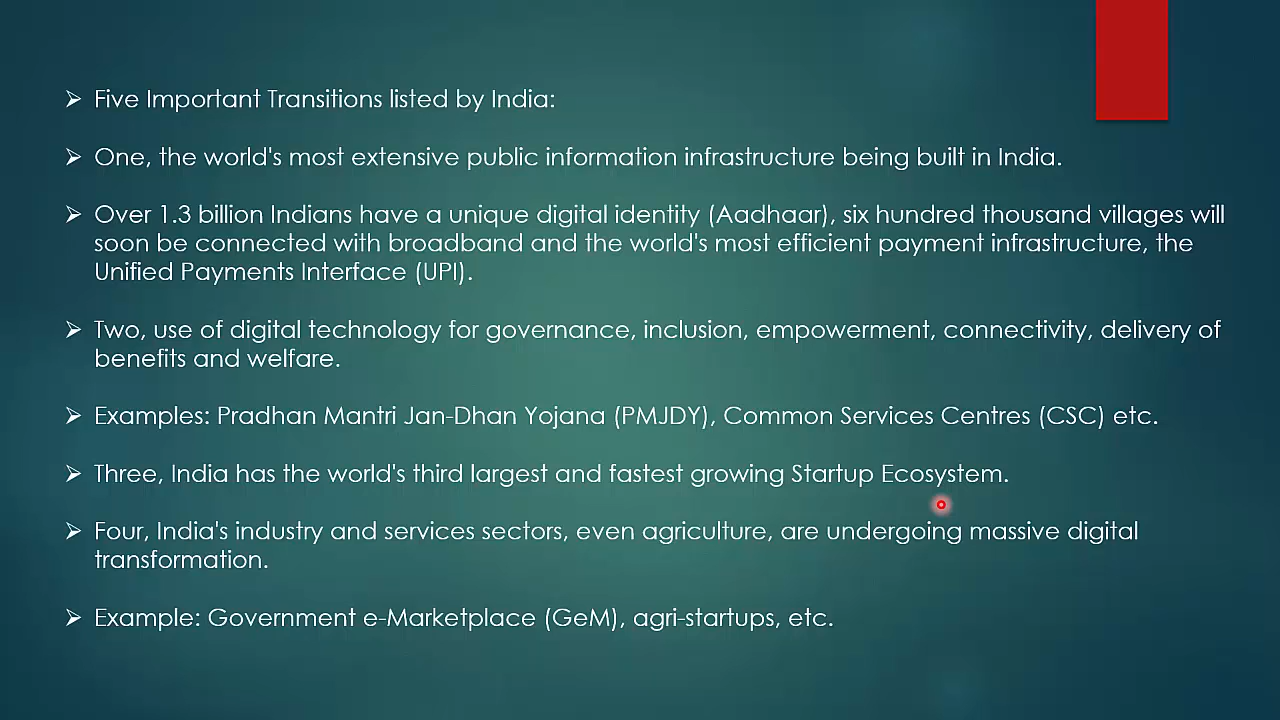 Five Important Transitions listed by India:
One, the world's most extensive public information infrastructure being built in India.
Over 1.3 billion Indians have a unique digital identity (Aadhaar), six hundred thousand villages will
soon be connected with broadband and the world's most efficient payment infrastructure, the
Unified Payments Interface (UPI).
Two, use of digital technology for governance, inclusion, empowerment, connectivity, delivery of
benefits and welfare.
Examples: Pradhan Mantri Jan-Dhan Yojana (PMJDY), Common Services Centres (CSC) etc.
Three, India has the world's third largest and fastest growing Startup Ecosystem.
Four, India's industry and services sectors, even agriculture, are undergoing massive digital
transformation.
Example: Government e-Marketplace (GeM), agri-startups, etc.